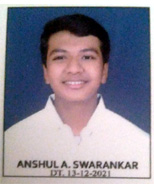 ANSHUL A. SWARANKAR
DT. 13-12-2021